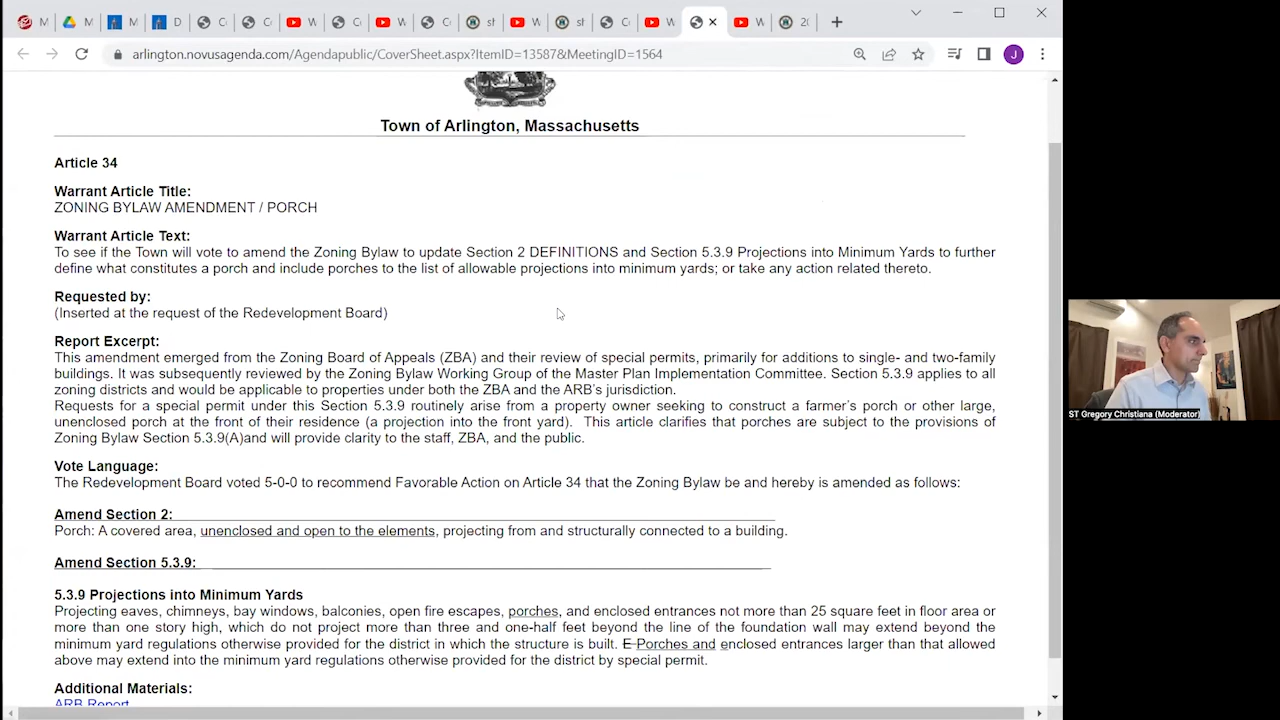 M
M
M
D
C
C
W
C
W
C
st
W
st
C
W
W
20
arlington.novusagenda.com/Agendapublic/CoverSheet.aspx?ItemID=13587&MeetingID=1564
J
Town of Arlington, Massachusetts
Article 34
Warrant Article Title:
ZONING BYLAW AMENDMENT / PORCH
Warrant Article Text:
To see if the Town will vote to amend the Zoning Bylaw to update Section 2 DEFINITIONS and Section 5.3.9 Projections into Minimum Yards to further
define what constitutes a porch and include porches to the list of allowable projections into minimum yards; or take any action related thereto.
Requested by:
(Inserted at the request of the Redevelopment Board)
Report Excerpt:
This amendment emerged from the Zoning Board of Appeals (ZBA) and their review of special permits, primarily for additions to single- and two-family
buildings. It was subsequently reviewed by the Zoning Bylaw Working Group of the Master Plan Implementation Committee. Section 5.3.9 applies to all
zoning districts and would be applicable to properties under both the ZBA and the ARB's jurisdiction.
Requests for a special permit under this Section 5.3.9 routinely arise from a property owner seeking to construct a farmer's porch or other large,
unenclosed porch at the front of their residence (a projection into the front yard). This article clarifies that porches are subject to the provisions of
Zoning Bylaw Section 5.3.9(A)and will provide clarity to the staff, ZBA, and the public.
Vote Language:
The Redevelopment Board voted 5-0-0 to recommend Favorable Action on Article 34 that the Zoning Bylaw be and hereby is amended as follows:
Amend Section 2:
Porch: A covered area, unenclosed and open to the elements, projecting from and structurally connected to a building.
Amend Section 5.3.9:
5.3.9 Projections into Minimum Yards
Projecting eaves, chimneys, bay windows, balconies, open fire escapes, porches, and enclosed entrances not more than 25 square feet in floor area or
more than one story high, which do not project more than three and one-half feet beyond the line of the foundation wall may extend beyond the
minimum yard regulations otherwise provided for the district in which the structure is built. E Porches and enclosed entrances larger than that allowed
above may extend into the minimum yard regulations otherwise provided for the district by special permit.
Additional Materials:
ARB Report
ST Gregory Christiana (Moderator)